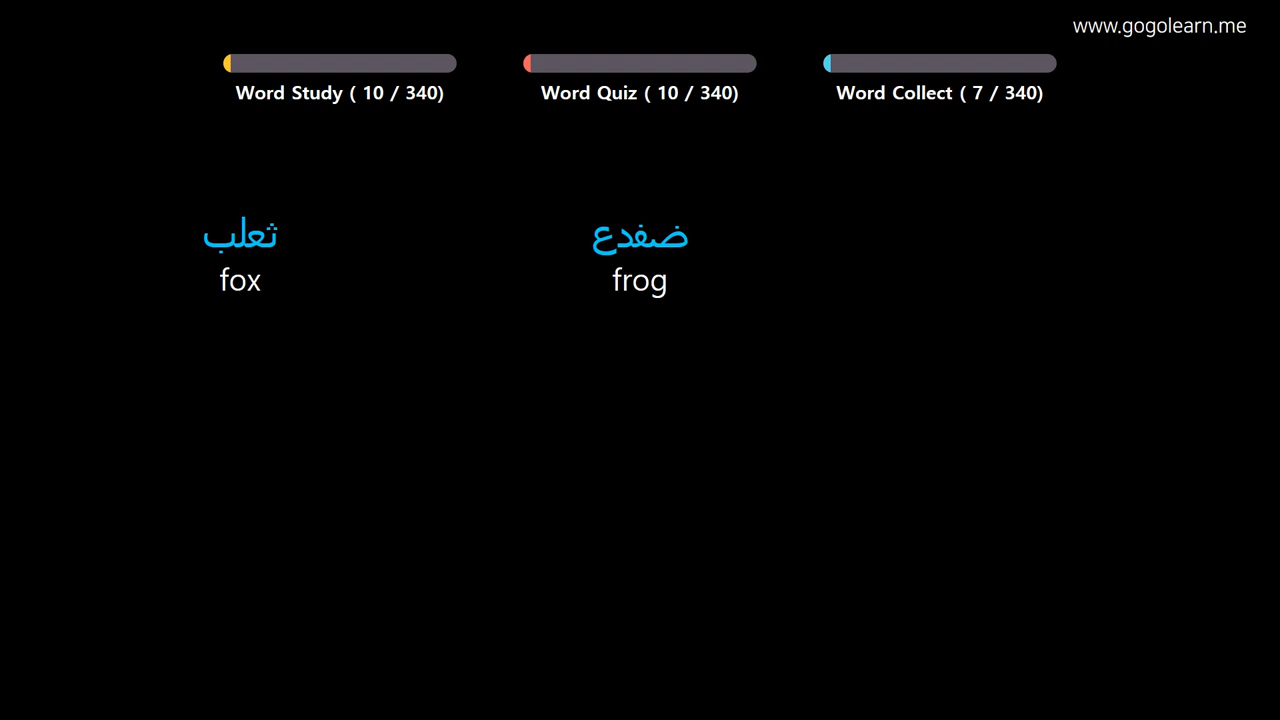 www.gogolearn.me
Word Study ( 10 / 340)
Word Quiz ( 10 / 340)
Word Collect ( 7 / 340)
ثعلب
fox
ضفدع
frog